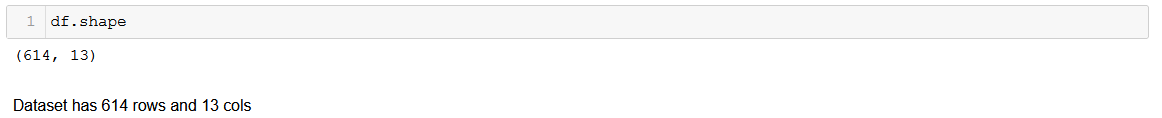 1 df.shape
(614, 13)
Dataset has 614 rows and 13 cols